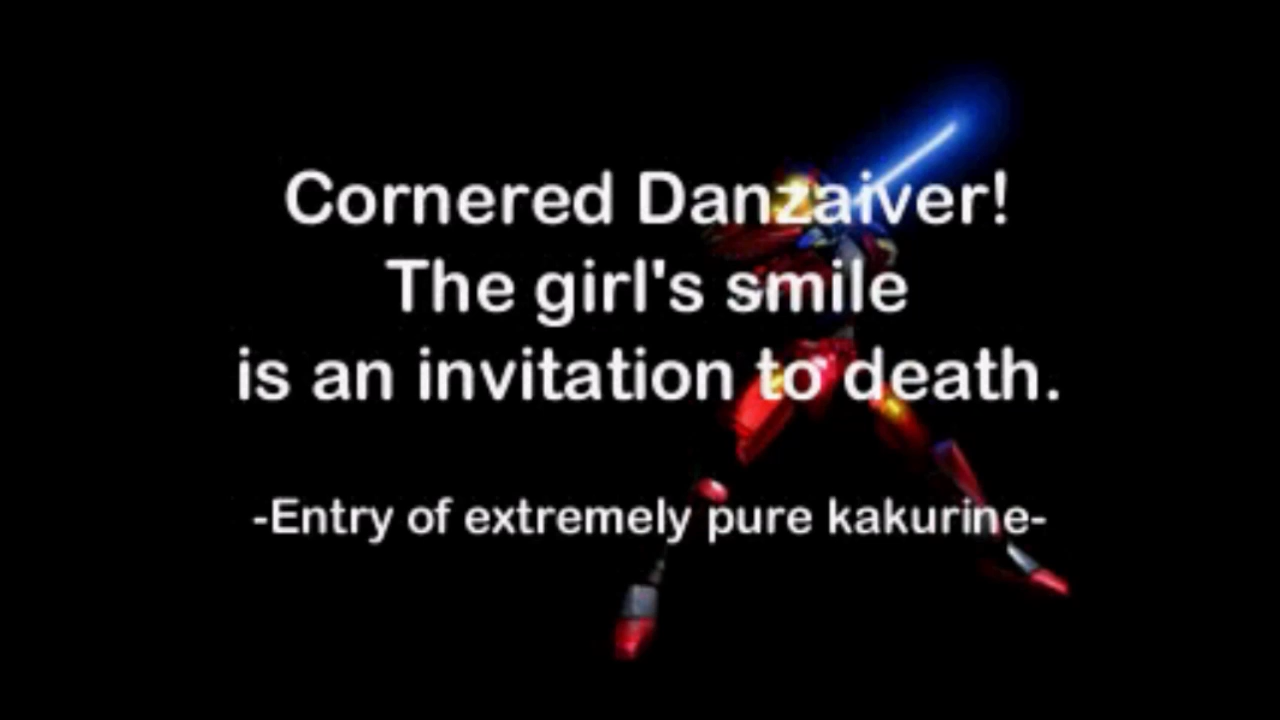 Cornered Danzaiver!
The girl's smile
is an invitation to death.
-Entry of extremely pure kakurine-